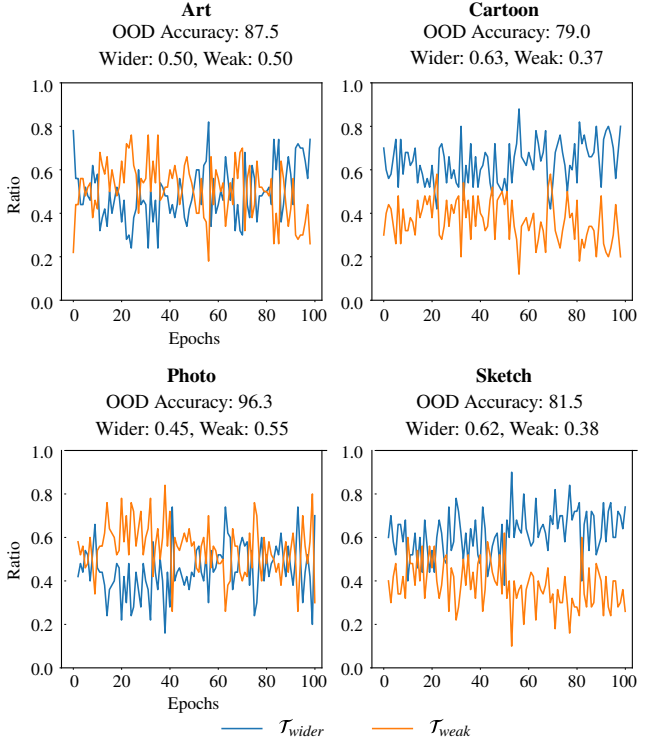 Art
OOD Accuracy: 87.5
Wider: 0.50, Weak: 0.50
1.0
0.8
0.6
0.4
0.2
0.0
Ratio
0
20
40
60
80
100
Epochs
Cartoon
OOD Accuracy: 79.0
Wider: 0.63, Weak: 0.37
1.0
0.8
0.6
0.4
0.2
0.0
0
20
40
60
80
100
Photo
OOD Accuracy: 96.3
Wider: 0.45, Weak: 0.55
1.0
0.8
0.6
0.4
0.2
0.0
Ratio
0
20
40
60
80
100
Epochs
Sketch
OOD Accuracy: 81.5
Wider: 0.62, Weak: 0.38
1.0
0.8
0.6
0.4
0.2
0.0
0
20
40
60
80
100
𝒯wider
𝒯weak